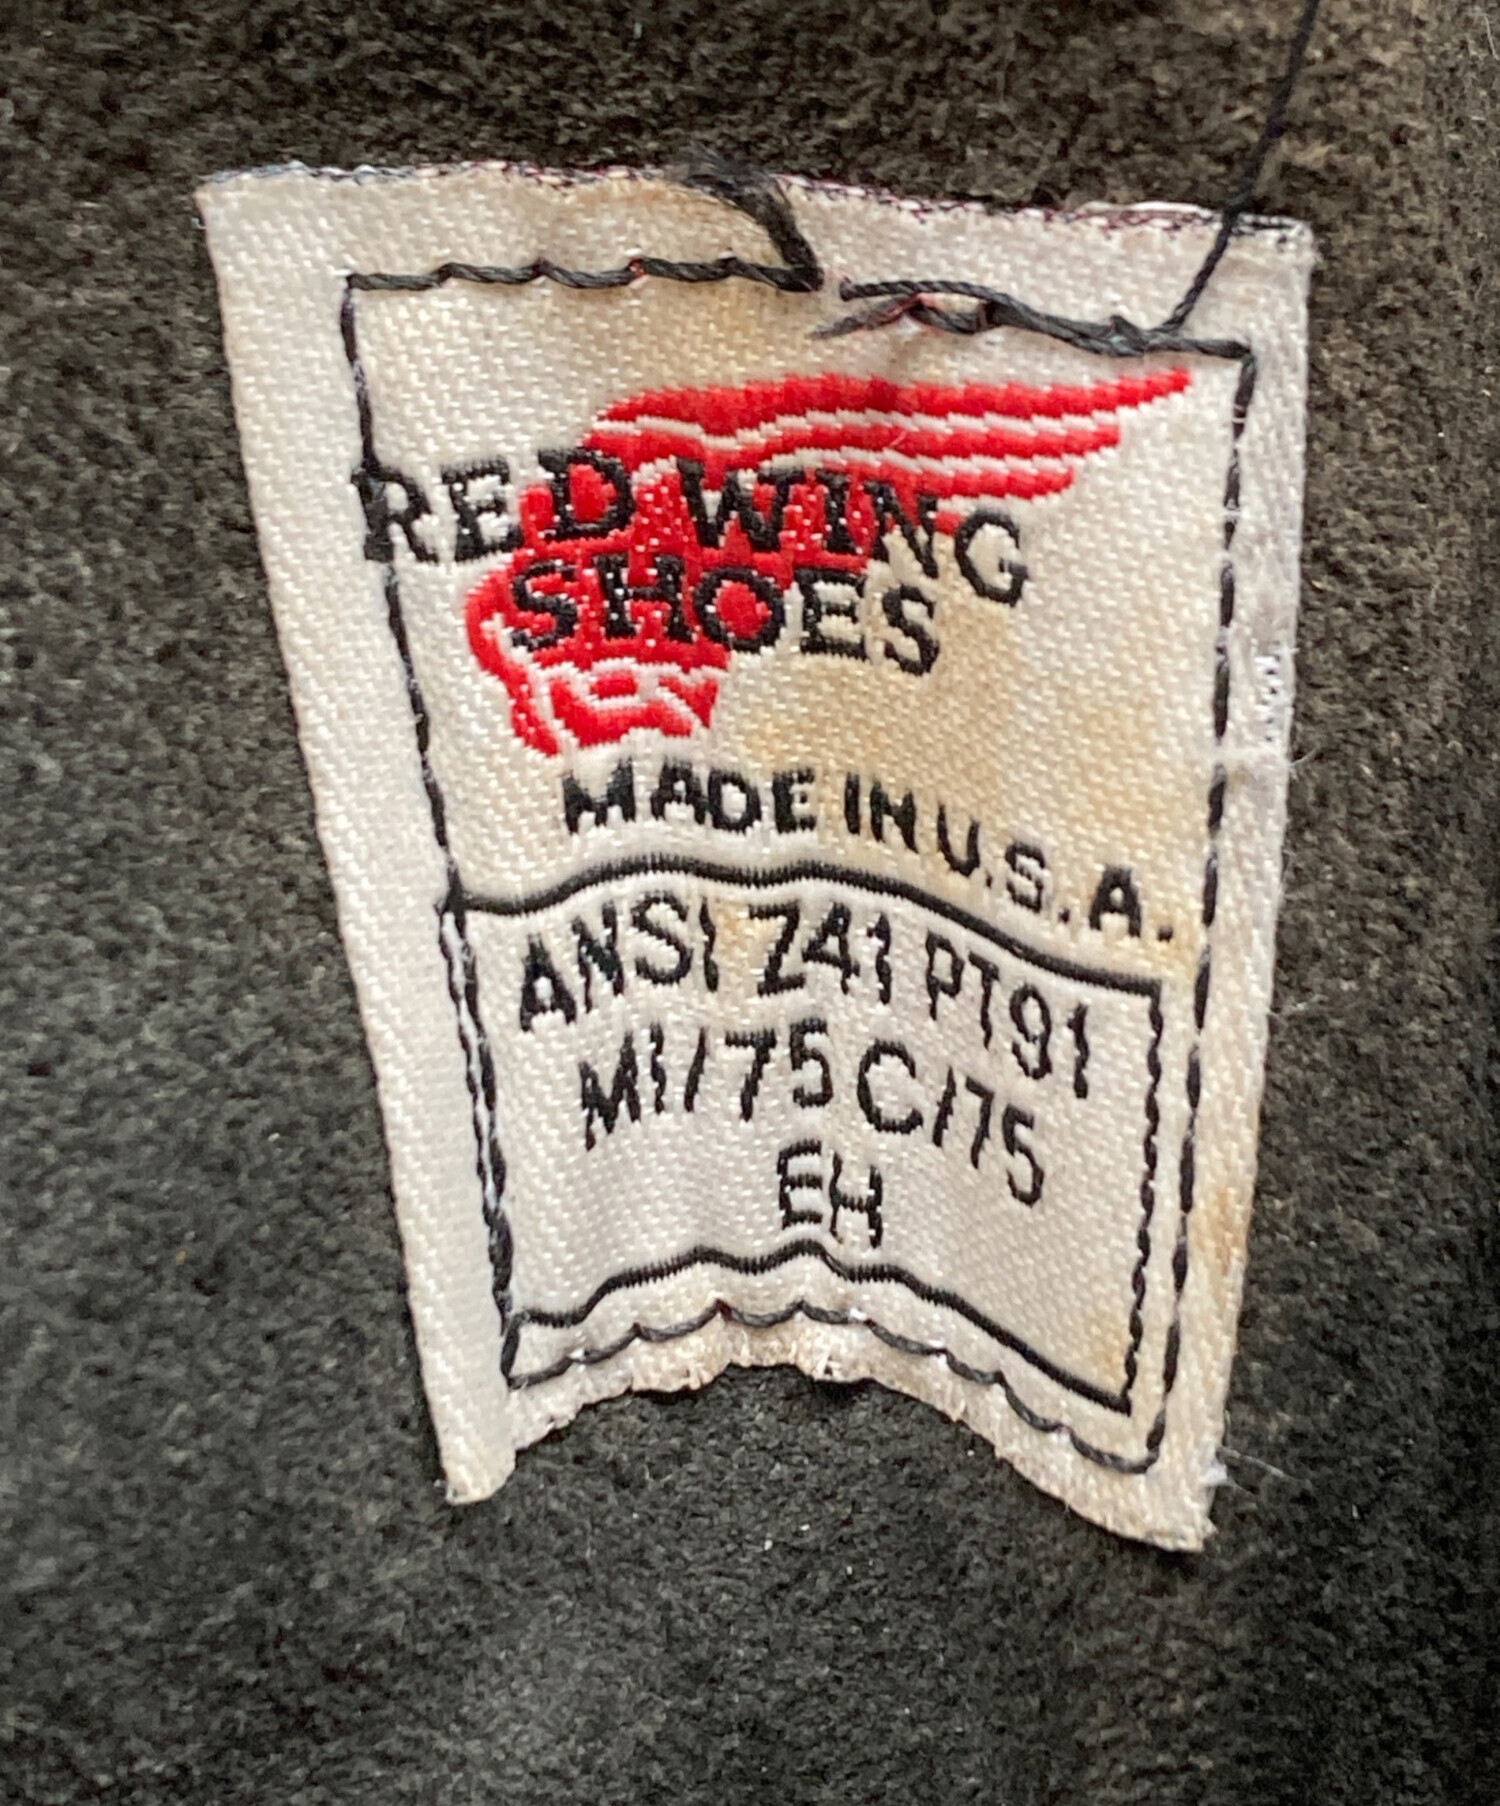 RED WING
SHOES
MADE IN U.S.A.
ANSI Z41 PT91
MI/75 C/75
EH